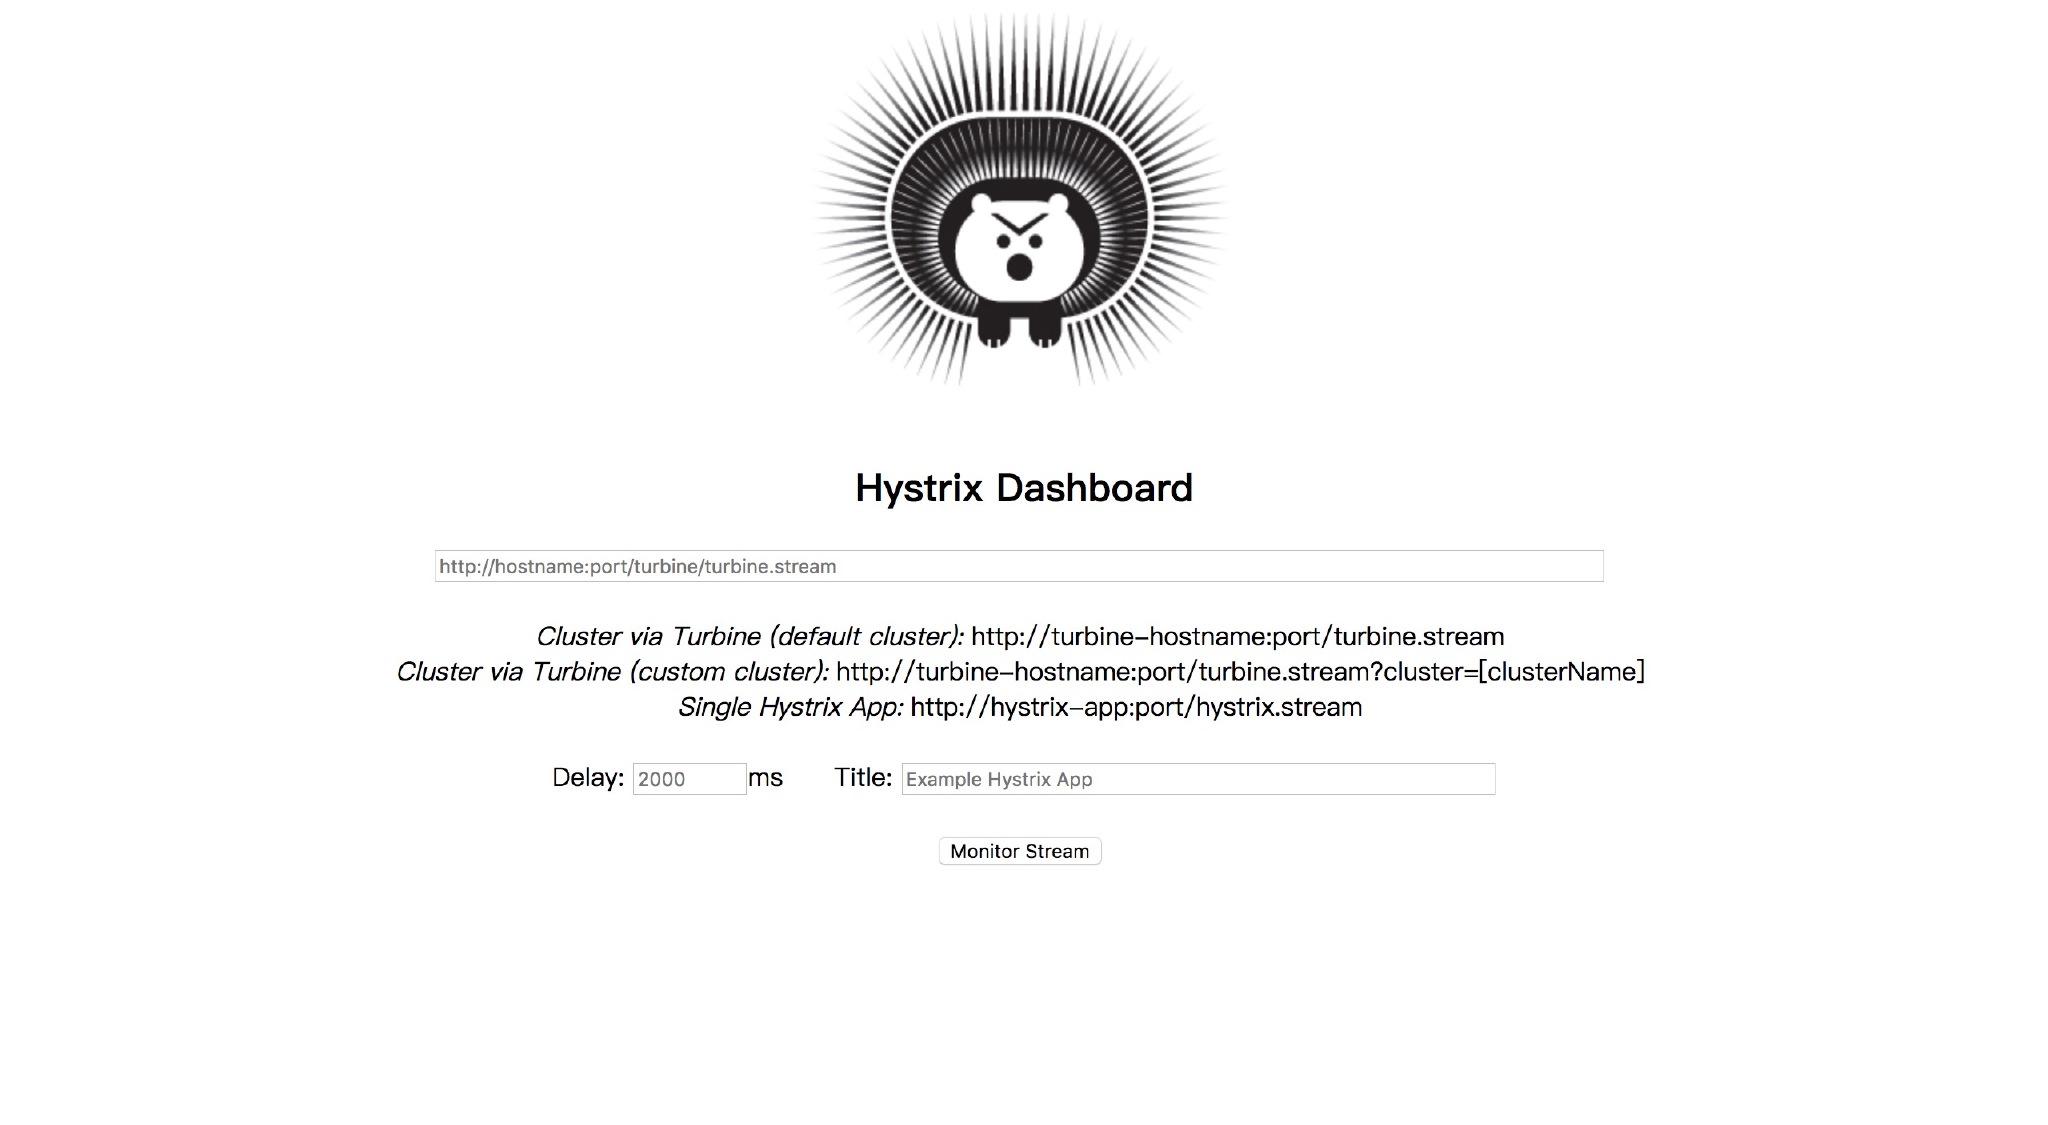 Hystrix Dashboard
http://hostname:port/turbine/turbine.stream
Cluster via Turbine (default cluster): http://turbine-hostname:port/turbine.stream
Cluster via Turbine (custom cluster): http://turbine-hostname:port/turbine.stream?cluster=[clusterName]
Single Hystrix App: http://hystrix-app:port/hystrix.stream
Delay: 2000 ms Title: Example Hystrix App
Monitor Stream